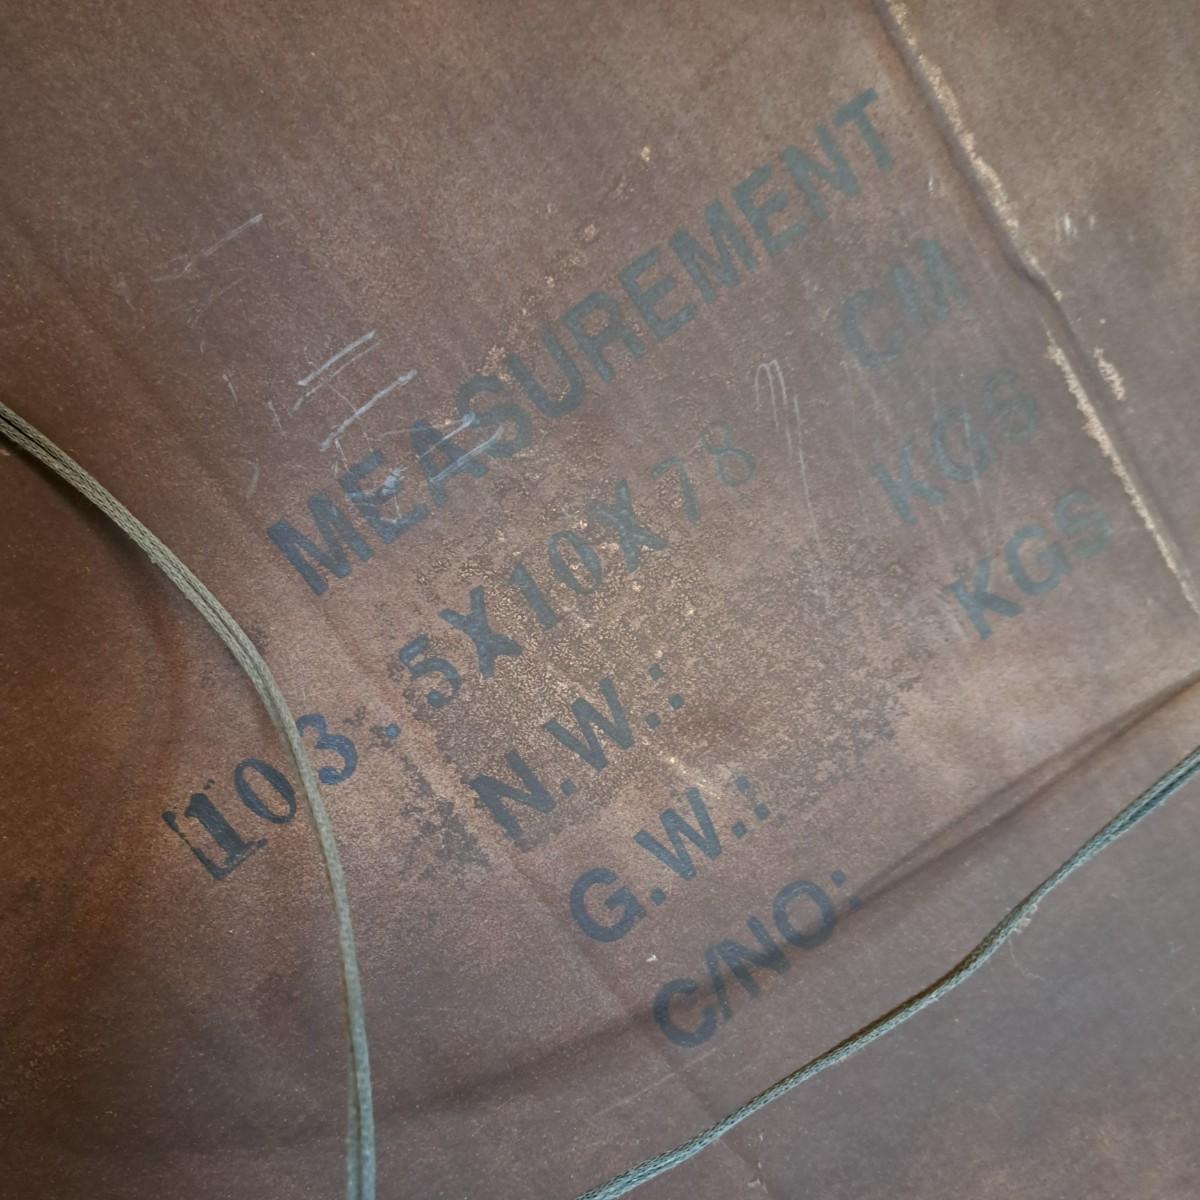 MEASUREMENT
103.5X10X78 CM
N.W.: KGS
G.W.: KGS
C/NO: